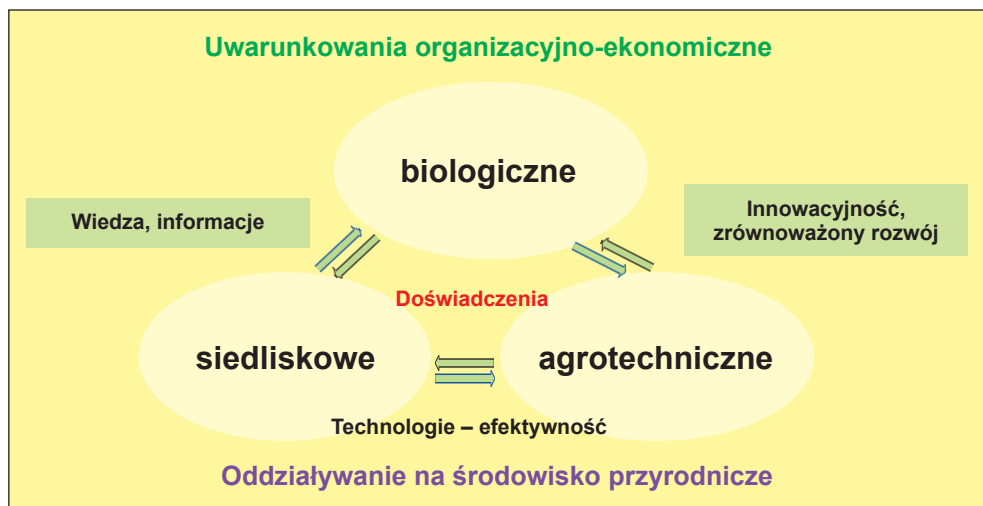 Uwarunkowania organizacyjno-ekonomiczne
biologiczne
Wiedza, informacje
Innowacyjność,
zrównoważony rozwój
Doświadczenia
siedliskowe
agrotechniczne
Technologie – efektywność
Oddziaływanie na środowisko przyrodnicze